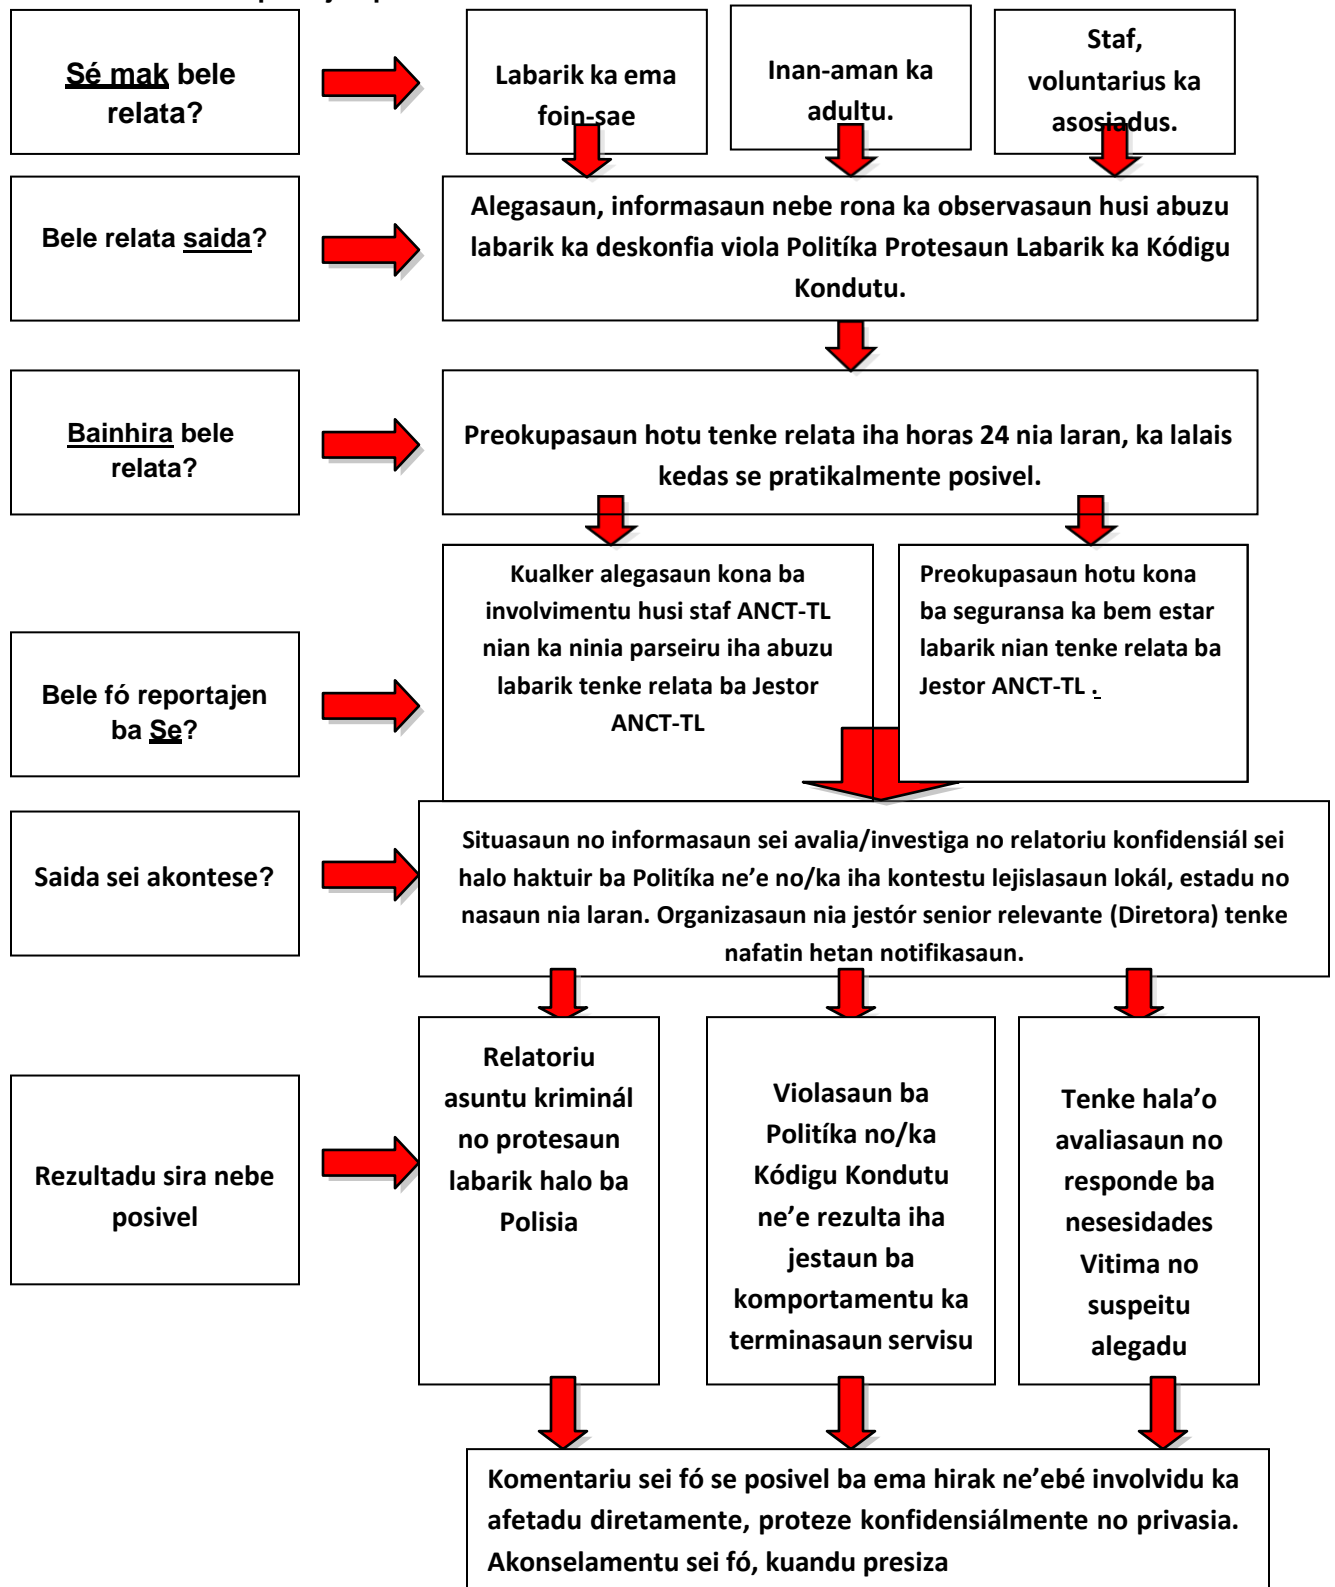 Sé mak bele
relata?
Labarik ka ema
foin-sae
Inan-aman ka
adultu.
Staf,
voluntarius ka
asosiadus.
Bele relata saida?
Alegasaun, informasaun nebe rona ka observasaun husi abuzu
labarik ka deskonfia viola Politíka Protesaun Labarik ka Kódigu
Kondutu.
Bainhira bele
relata?
Preokupasaun hotu tenke relata iha horas 24 nia laran, ka lalais
kedas se pratikalmente posivel.
Bele fó reportajen
ba Se?
Kualker alegasaun kona ba
involvimentu husi staf ANCT-TL
nian ka ninia parseiru iha abuzu
labarik tenke relata ba Jestor
ANCT-TL
Preokupasaun hotu kona
ba seguransa ka bem estar
labarik nian tenke relata ba
Jestor ANCT-TL .
Saida sei akontese?
Situasaun no informasaun sei avalia/investiga no relatoriu konfidensiál sei
halo haktuir ba Politíka ne’e no/ka iha kontestu lejislasaun lokál, estadu no
nasaun nia laran. Organizasaun nia jestór senior relevante (Diretora) tenke
nafatin hetan notifikasaun.
Rezultadu sira nebe
posivel
Relatoriu
asuntu kriminál
no protesaun
labarik halo ba
Polisia
Violasaun ba
Politíka no/ka
Kódigu Kondutu
ne’e rezulta iha
jestaun ba
komportamentu ka
terminasaun servisu
Tenke hala’o
avaliasaun no
responde ba
nesesidades
Vitima no
suspeitu
alegadu
Komentariu sei fó se posivel ba ema hirak ne’ebé involvidu ka
afetadu diretamente, proteze konfidensiálmente no privasia.
Akonselamentu sei fó, kuandu presiza